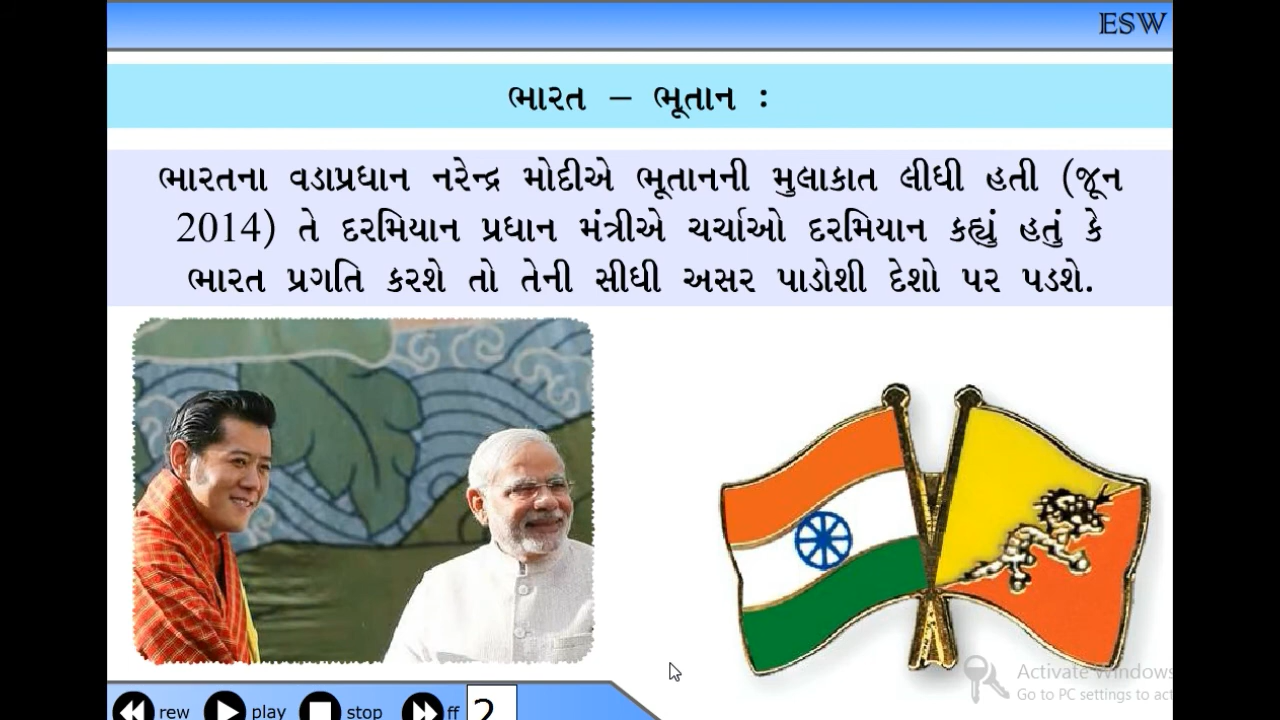 ESW
ભારત – ભૂતાન :
ભારતના વડાપ્રધાન નરેન્દ્ર મોદીએ ભૂતાનની મુલાકાત લીધી હતી (જૂન
2014) તે દરમિયાન પ્રધાન મંત્રીએ ચર્ચાઓ દરમિયાન કહ્યું હતું કે
ભારત પ્રગતિ કરશે તો તેની સીધી અસર પાડોશી દેશો પર પડશે.
Activate Windows
Go to PC settings to act
rew play stop ff 2